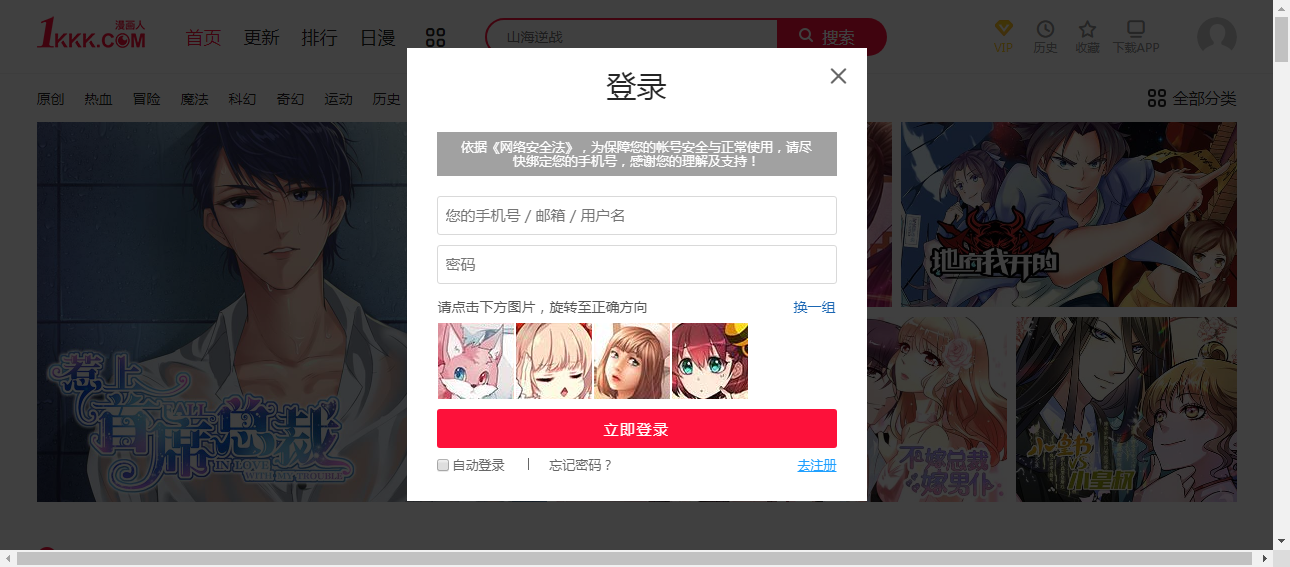 漫画人
1KKK.COM
首页 更新 排行 日漫
山海逆战
搜索
VIP 历史 收藏 下载APP
登录
原创 热血 冒险 魔法 科幻 奇幻 运动 历史
全部分类
依据《网络安全法》，为保障您的帐号安全与正常使用，请尽
快绑定您的手机号，感谢您的理解及支持！
您的手机号 / 邮箱 / 用户名
密码
请点击下方图片，旋转至正确方向 换一组
立即登录
自动登录 | 忘记密码？ 去注册
地府我开的
惹上
首席总裁
CALL
IN LOVE
WITH MY TROUBLE
不嫁总裁
嫁男仆
小皇书
VS
小皇叔